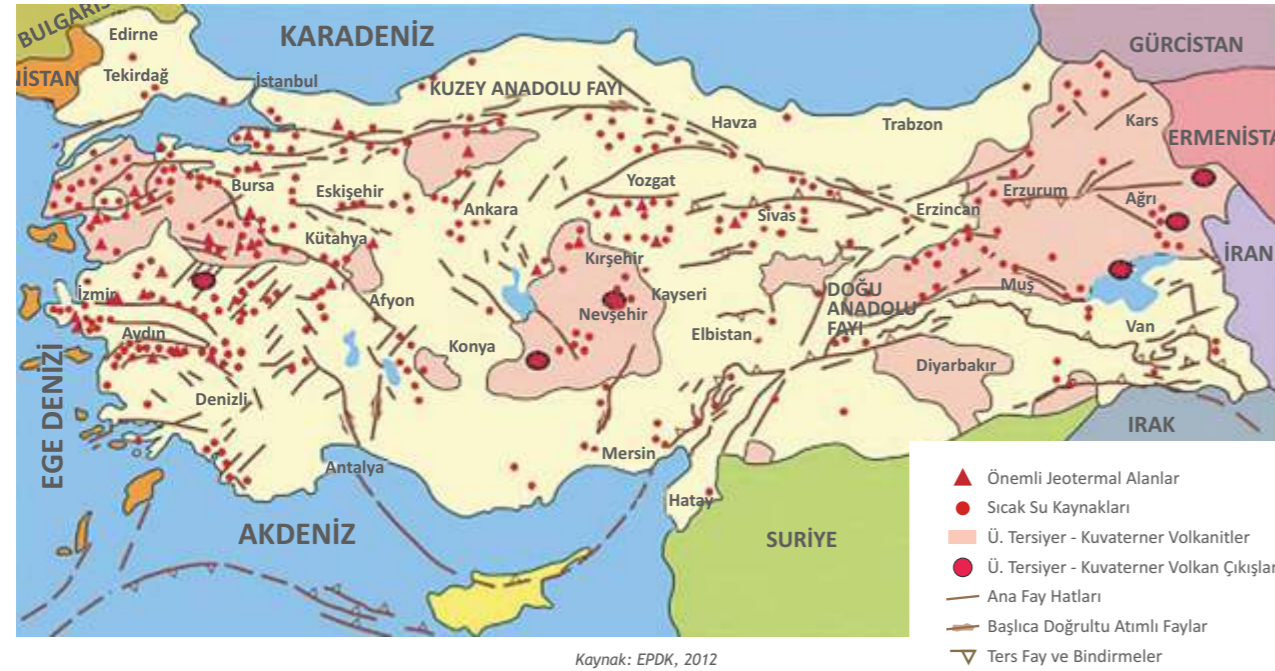 BULGARİS
Edirne
KARADENİZ
GÜRCİSTAN
NİSTAN
Tekirdağ
İstanbul
KUZEY ANADOLU FAYI
Havza
Trabzon
Kars
ERMENİSTA
Bursa
Eskişehir
Ankara
Yozgat
Sivas
Erzincan
Erzurum
Ağrı
Kütahya
Kırşehir
İRAN
İzmir
Afyon
Nevşehir
Kayseri
DOĞU
ANADOLU
FAYI
Muş
Aydın
Konya
Elbistan
Van
Diyarbakır
EGE DENİZİ
Denizli
IRAK
Antalya
Mersin
Hatay
AKDENİZ
SURİYE
Önemli Jeotermal Alanlar
Sıcak Su Kaynakları
Ü. Tersiyer - Kuvaterner Volkanitler
Ü. Tersiyer - Kuvaterner Volkan Çıkışlar
Ana Fay Hatları
Başlıca Doğrultu Atımlı Faylar
Ters Fay ve Bindirmeler
Kaynak: EPDK, 2012